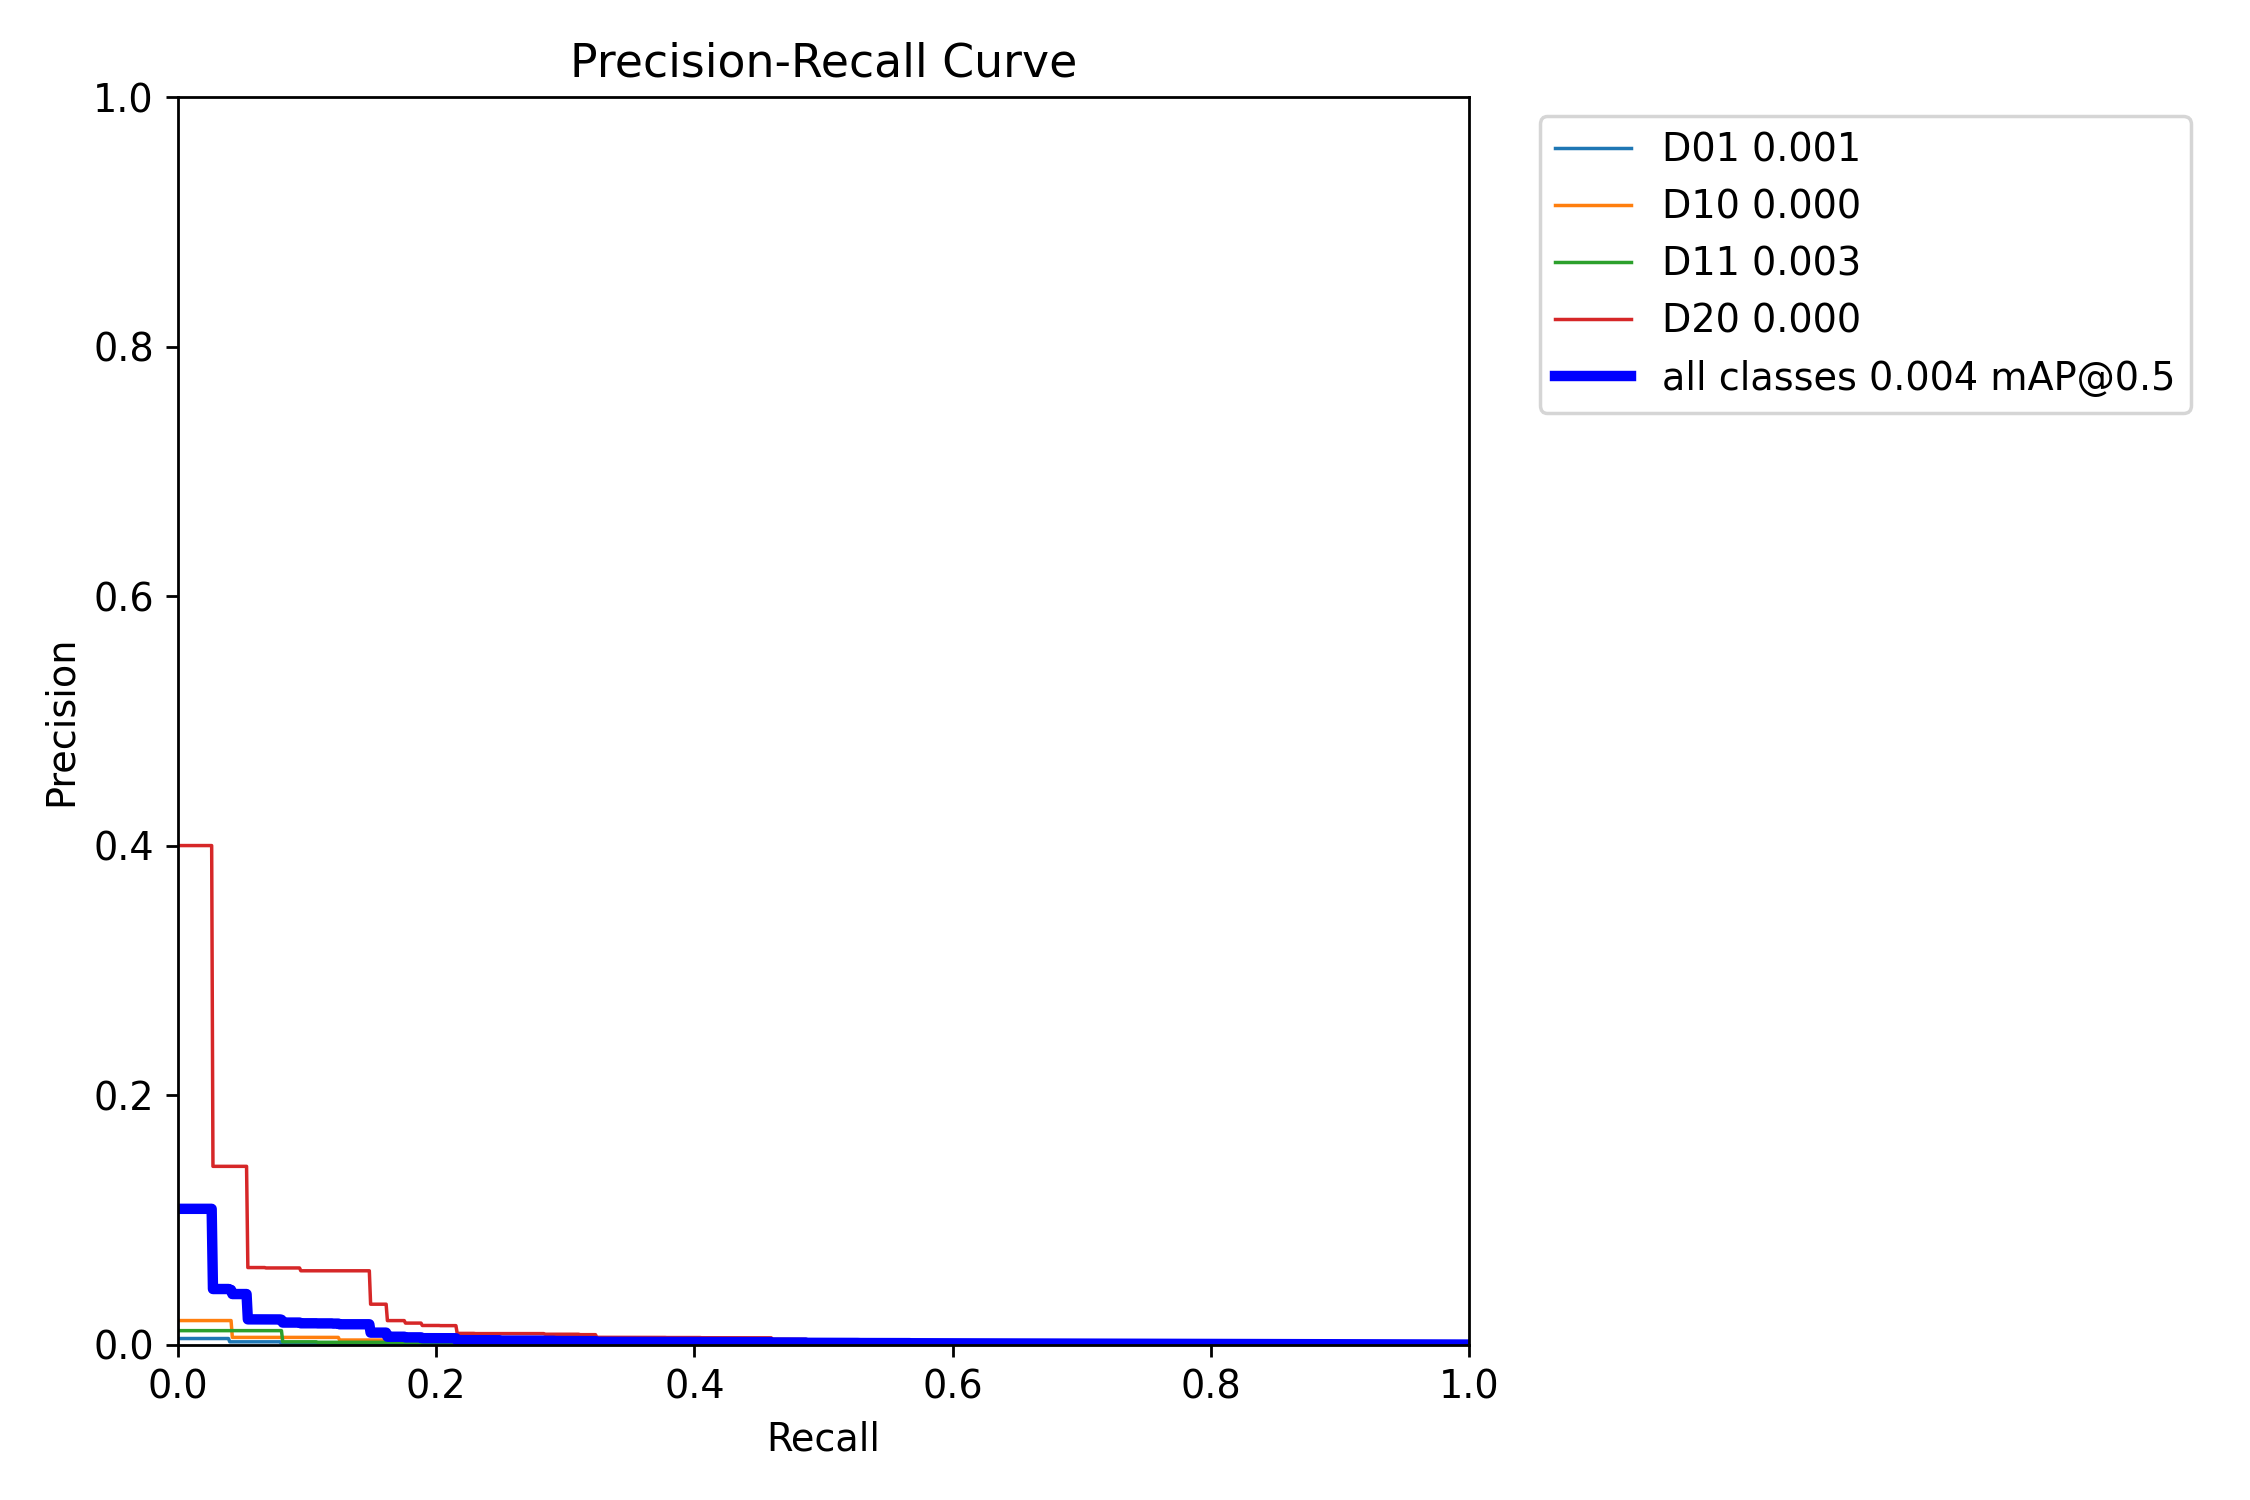 Precision-Recall Curve
1.0
0.8
0.6
0.4
0.2
0.0
Precision
0.0 0.2 0.4 0.6 0.8 1.0
Recall
D01 0.001
D10 0.000
D11 0.003
D20 0.000
all classes 0.004 mAP@0.5